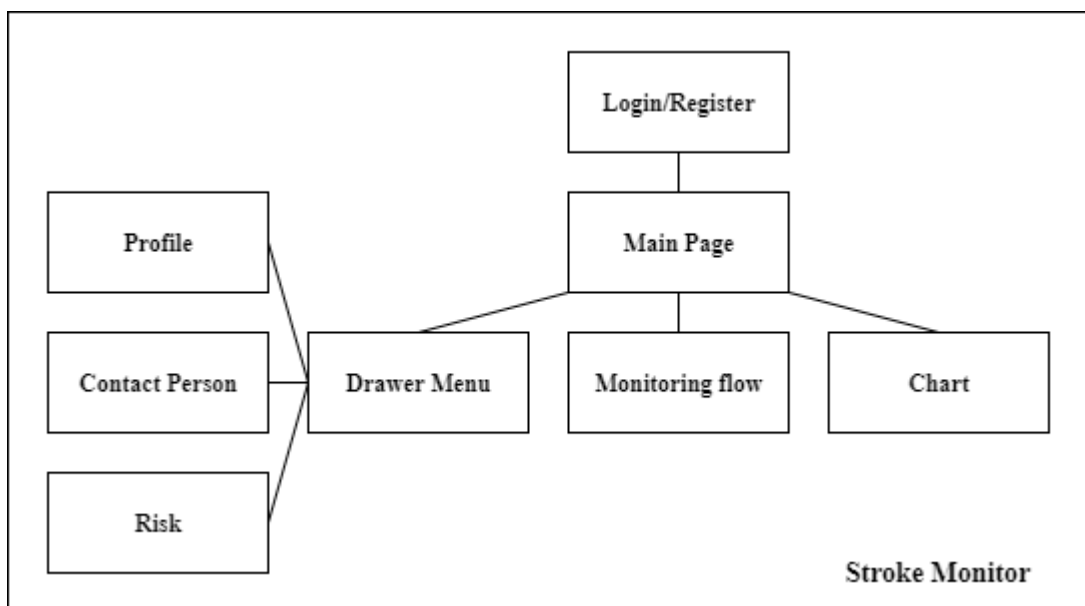 Login/Register
Profile
Main Page
Contact Person
Drawer Menu
Monitoring flow
Chart
Risk
Stroke Monitor